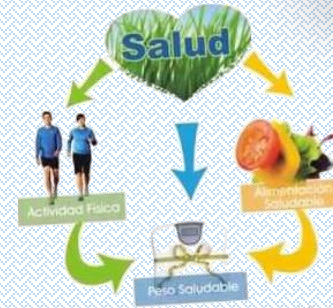 Salud
Actividad Física
Alimentación
Saludable
Peso Saludable